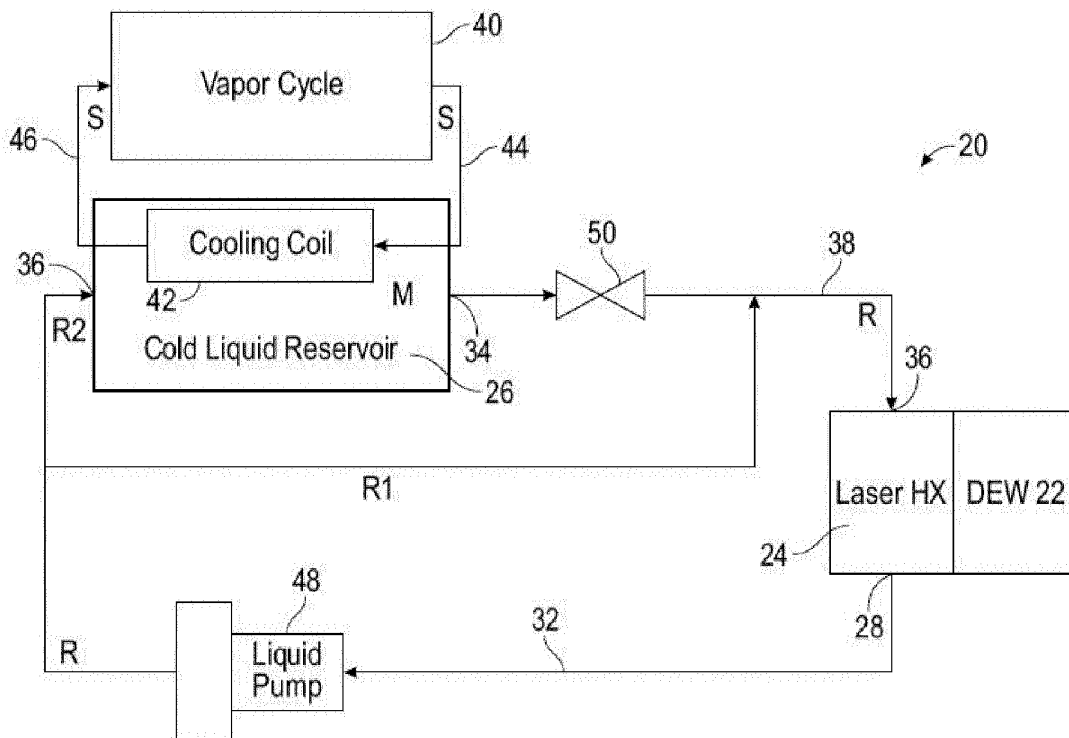 40
Vapor Cycle
S
S
46
44
20
Cooling Coil
50
36
42
M
38
R2
R
Cold Liquid Reservoir
34
26
36
R1
Laser HX
DEW 22
24
48
32
28
R
Liquid
Pump